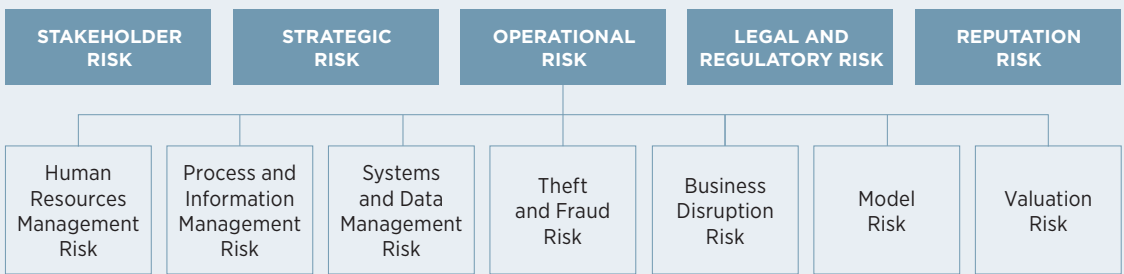 STAKEHOLDER
RISK
STRATEGIC
RISK
OPERATIONAL
RISK
LEGAL AND
REGULATORY RISK
REPUTATION
RISK
Human
Resources
Management
Risk
Process and
Information
Management
Risk
Systems
and Data
Management
Risk
Theft
and Fraud
Risk
Business
Disruption
Risk
Model
Risk
Valuation
Risk